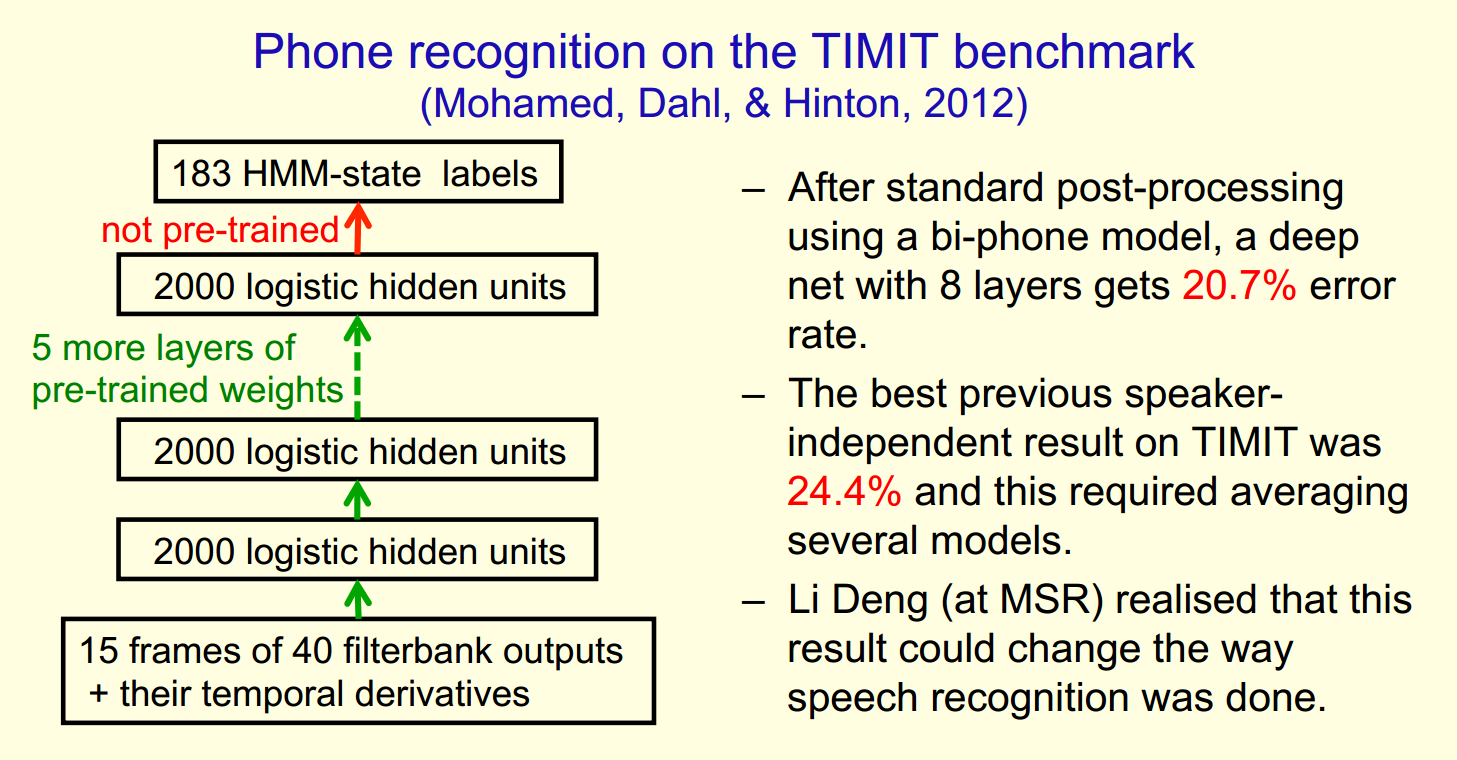 Phone recognition on the TIMIT benchmark
(Mohamed, Dahl, & Hinton, 2012)
183 HMM-state labels
not pre-trained
2000 logistic hidden units
5 more layers of
pre-trained weights
2000 logistic hidden units
2000 logistic hidden units
15 frames of 40 filterbank outputs
+ their temporal derivatives
– After standard post-processing
using a bi-phone model, a deep
net with 8 layers gets 20.7% error
rate.
– The best previous speaker-
independent result on TIMIT was
24.4% and this required averaging
several models.
– Li Deng (at MSR) realised that this
result could change the way
speech recognition was done.